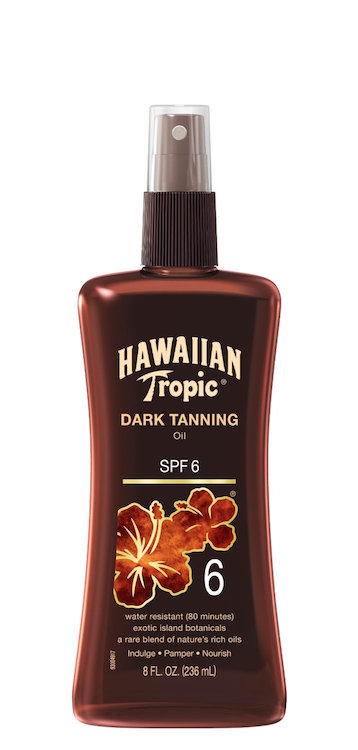 HAWAIIAN
Tropic®
DARK TANNING
Oil
SPF 6
®
6
water resistant (80 minutes)
exotic island botanicals
a rare blend of nature's rich oils
Indulge • Pamper • Nourish
8 FL. OZ. (236 mL)